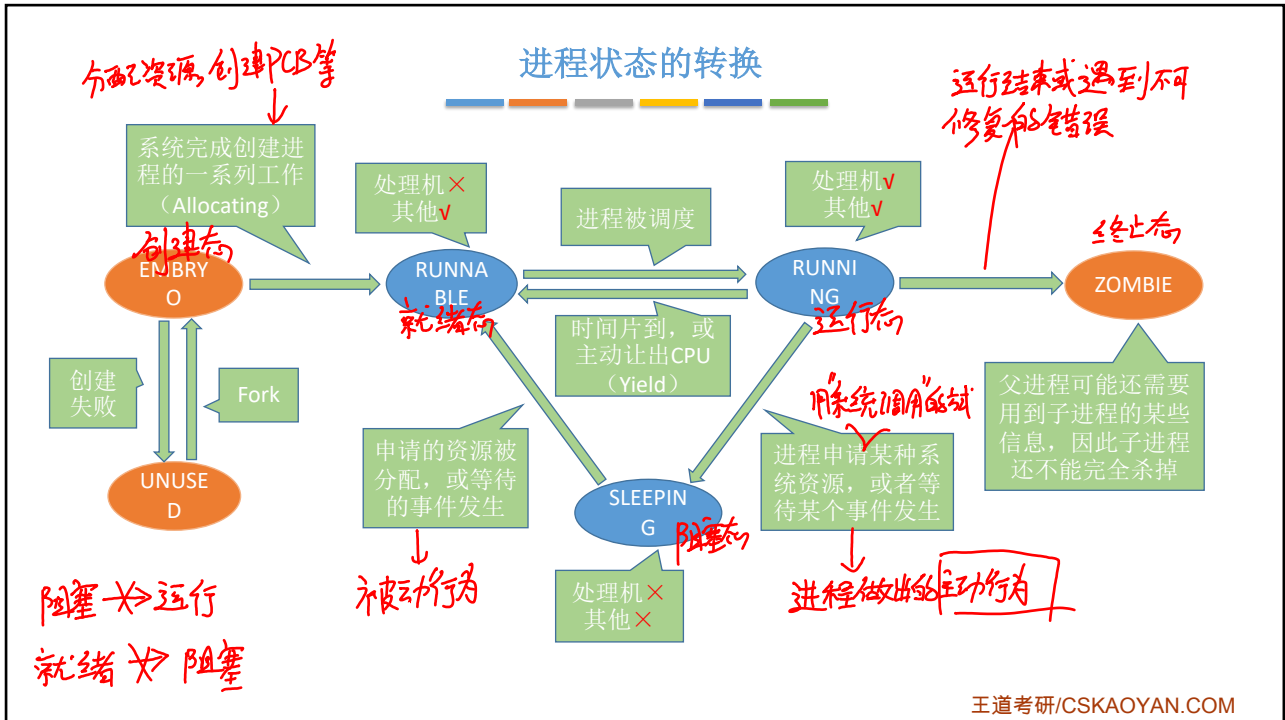 进程状态的转换
分配资源,创建PCB等
运行结束或遇到不可
修复的错误
系统完成创建进
程的一系列工作
（Allocating）
处理机×
其他√
进程被调度
处理机√
其他√
创建态
EMBRY
O
RUNNA
BLE
就绪态
RUNNI
NG
运行态
终止态
ZOMBIE
时间片到，或
主动让出CPU
（Yield）
创建
失败
Fork
父进程可能还需要
用到子进程的某些
信息，因此子进程
还不能完全杀掉
用“系统调用”的方式
申请的资源被
分配，或等待
的事件发生
进程申请某种系
统资源，或者等
待某个事件发生
UNUSE
D
SLEEPIN
G
阻塞态
被动行为
进程做出的主动行为
处理机×
其他×
阻塞 运行
就绪 阻塞
王道考研/CSKAOYAN.COM